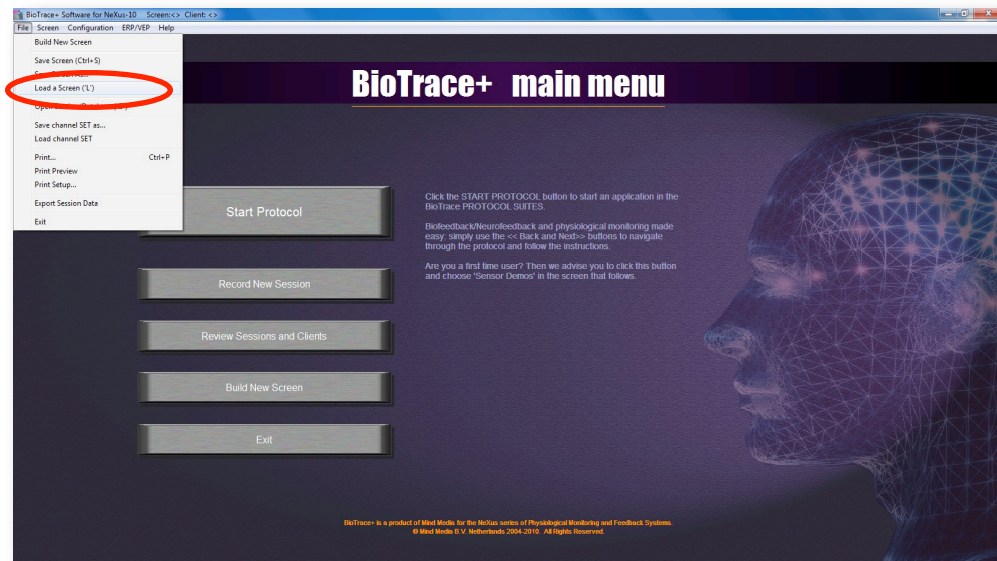 BioTrace+ Software for NeXus-10 Screen:<> Client: <>
File Screen Configuration ERP/VEP Help
Build New Screen
Save Screen (Ctrl+S)
Load a Screen ('L')
Save channel SET as...
Load channel SET
Print... Ctrl+P
Print Preview
Print Setup...
Export Session Data
Exit
BioTrace+ main menu
Start Protocol
Click the START PROTOCOL button to start an application in the
BioTrace PROTOCOL SUITES.
Biofeedback/Neurofeedback and physiological monitoring made
easy: simply use the << Back and Next>> buttons to navigate
through the protocol and follow the instructions.
Are you a first time user? Then we advise you to click this button
and choose 'Sensor Demos' in the screen that follows.
Record New Session
Review Sessions and Clients
Build New Screen
Exit
BioTrace+ is a product of Mind Media for the NeXus series of Physiological Monitoring and Feedback Systems.
© Mind Media B.V. Netherlands 2004-2010. All Rights Reserved.